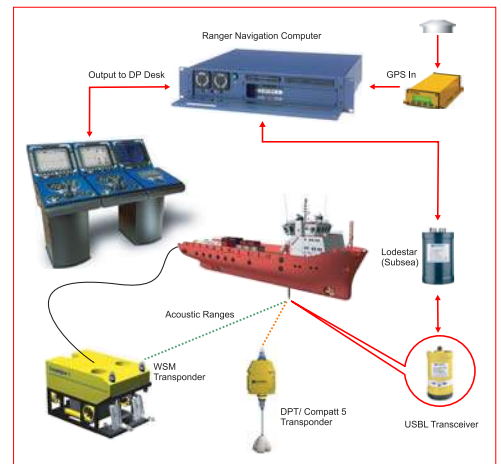 Ranger Navigation Computer
Output to DP Desk
GPS In
Lodestar
(Subsea)
Acoustic Ranges
WSM
Transponder
DPT/ Compatt 5
Transponder
USBL Transceiver